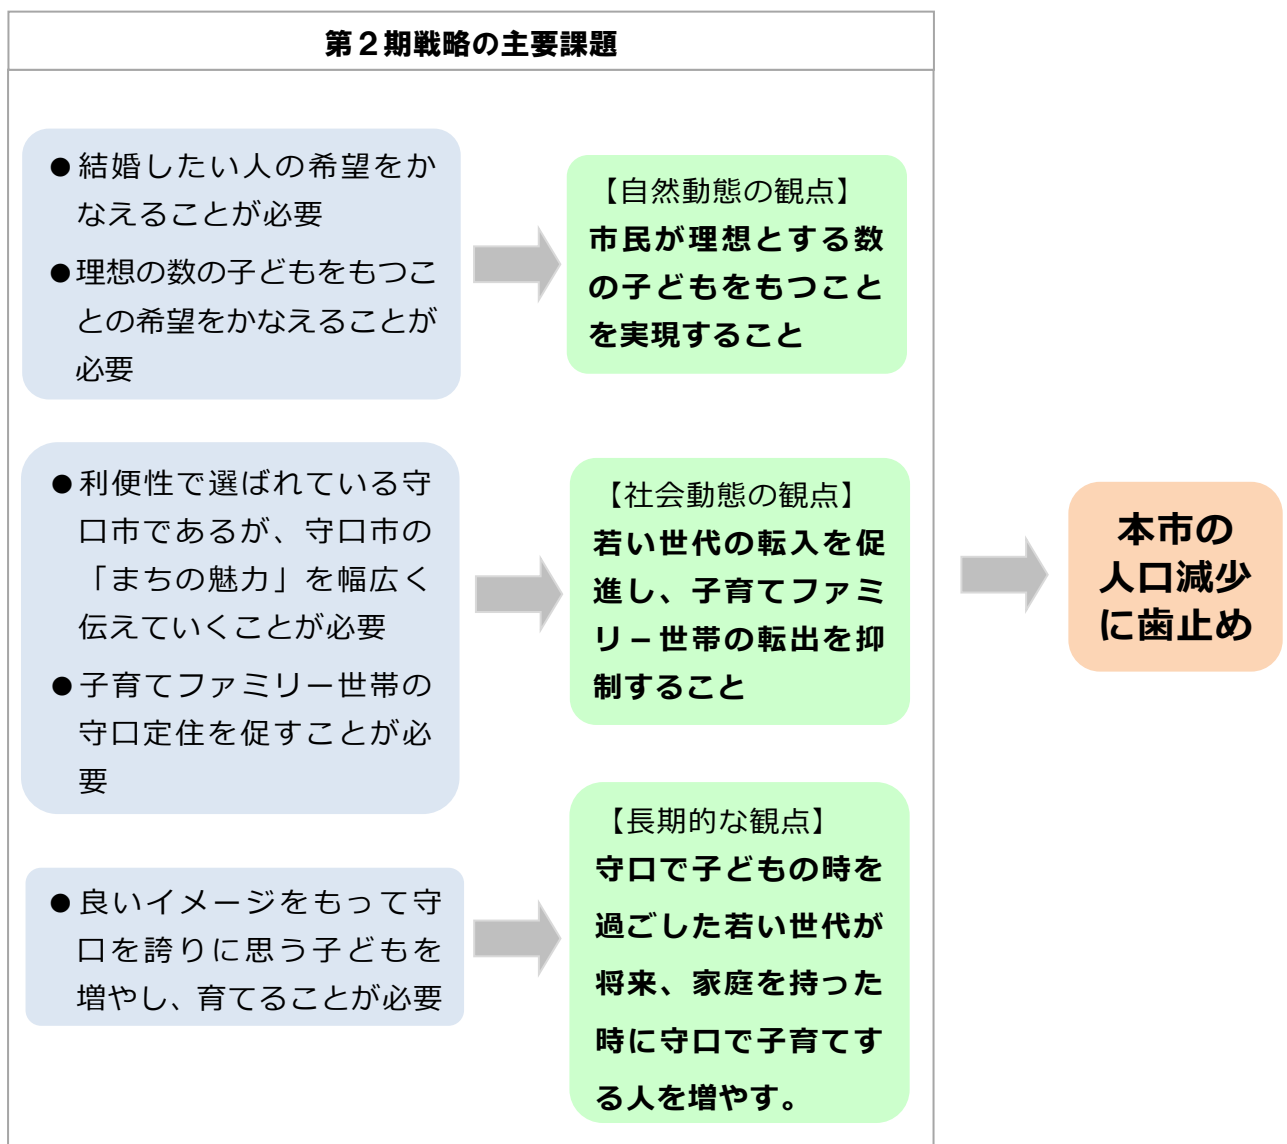 第２期戦略の主要課題
●結婚したい人の希望をか
なえることが必要
●理想の数の子どもをもつこ
との希望をかなえることが
必要
【自然動態の観点】
市民が理想とする数
の子どもをもつこと
を実現すること
●利便性で選ばれている守
口市であるが、守口市の
「まちの魅力」を幅広く
伝えていくことが必要
●子育てファミリー世帯の
守口定住を促すことが必
要
【社会動態の観点】
若い世代の転入を促
進し、子育てファミ
リ－世帯の転出を抑
制すること
●良いイメージをもって守
口を誇りに思う子どもを
増やし、育てることが必要
【長期的な観点】
守口で子どもの時を
過ごした若い世代が
将来、家庭を持った
時に守口で子育てす
る人を増やす。
本市の
人口減少
に歯止め